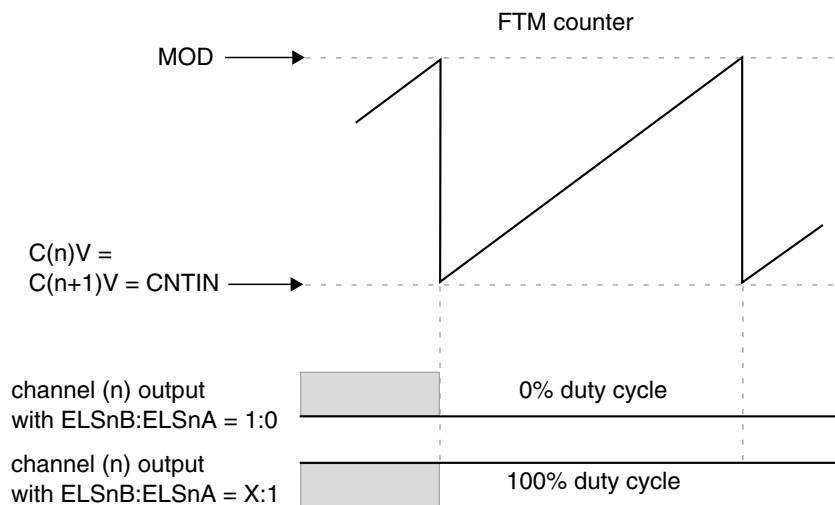 FTM counter
MOD
C(n)V =
C(n+1)V = CNTIN
channel (n) output
with ELSnB:ELSnA = 1:0
0% duty cycle
channel (n) output
with ELSnB:ELSnA = X:1
100% duty cycle